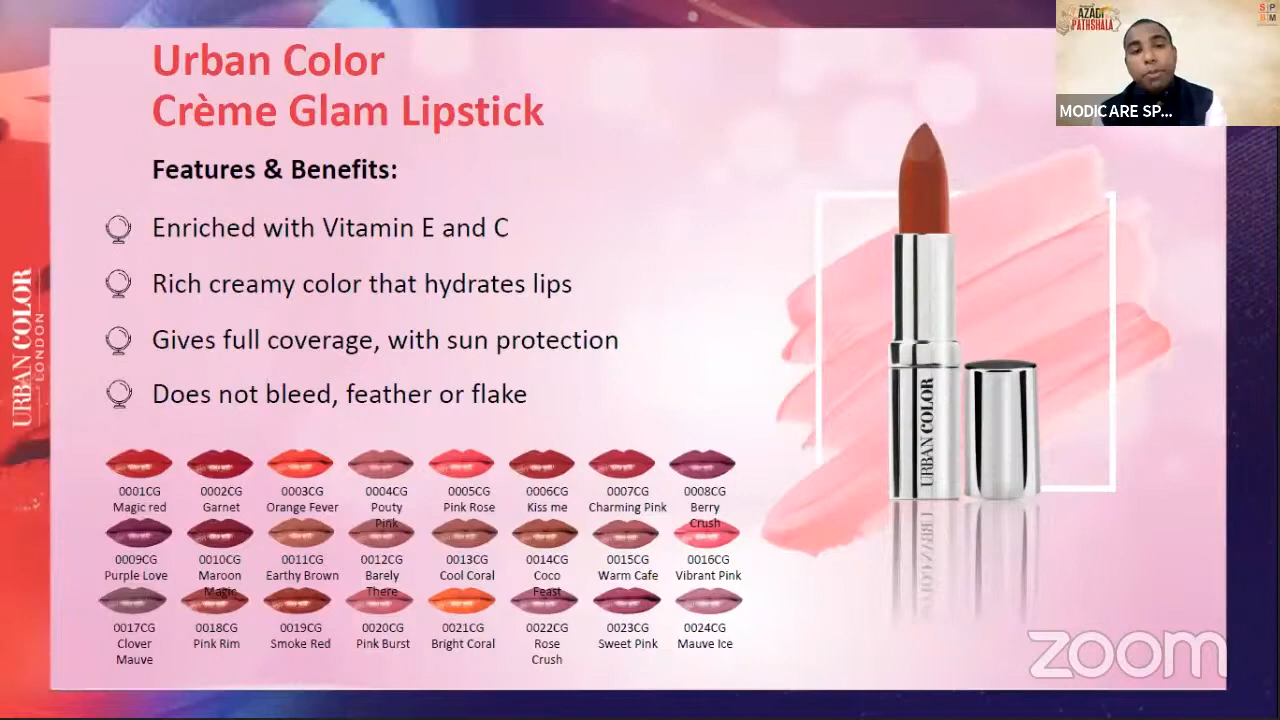 Urban Color
Crème Glam Lipstick
AZADI
PATHSHALA
S P
B M
MODICARE SP...
Features & Benefits:
Enriched with Vitamin E and C
Rich creamy color that hydrates lips
Gives full coverage, with sun protection
Does not bleed, feather or flake
URBAN COLOR
LONDON
URBAN COLOR
0001CG 0002CG 0003CG 0004CG 0005CG 0006CG 0007CG 0008CG
Magic red Garnet Orange Fever Pouty Pink Rose Kiss me Charming Pink Berry
Pink Crush
0009CG 0010CG 0011CG 0012CG 0013CG 0014CG 0015CG 0016CG
Purple Love Maroon Earthy Brown Barely Cool Coral Coco Warm Cafe Vibrant Pink
Magic There Feast
0017CG 0018CG 0019CG 0020CG 0021CG 0022CG 0023CG 0024CG
Clover Pink Rim Smoke Red Pink Burst Bright Coral Rose Sweet Pink Mauve Ice
Mauve Crush
zoom